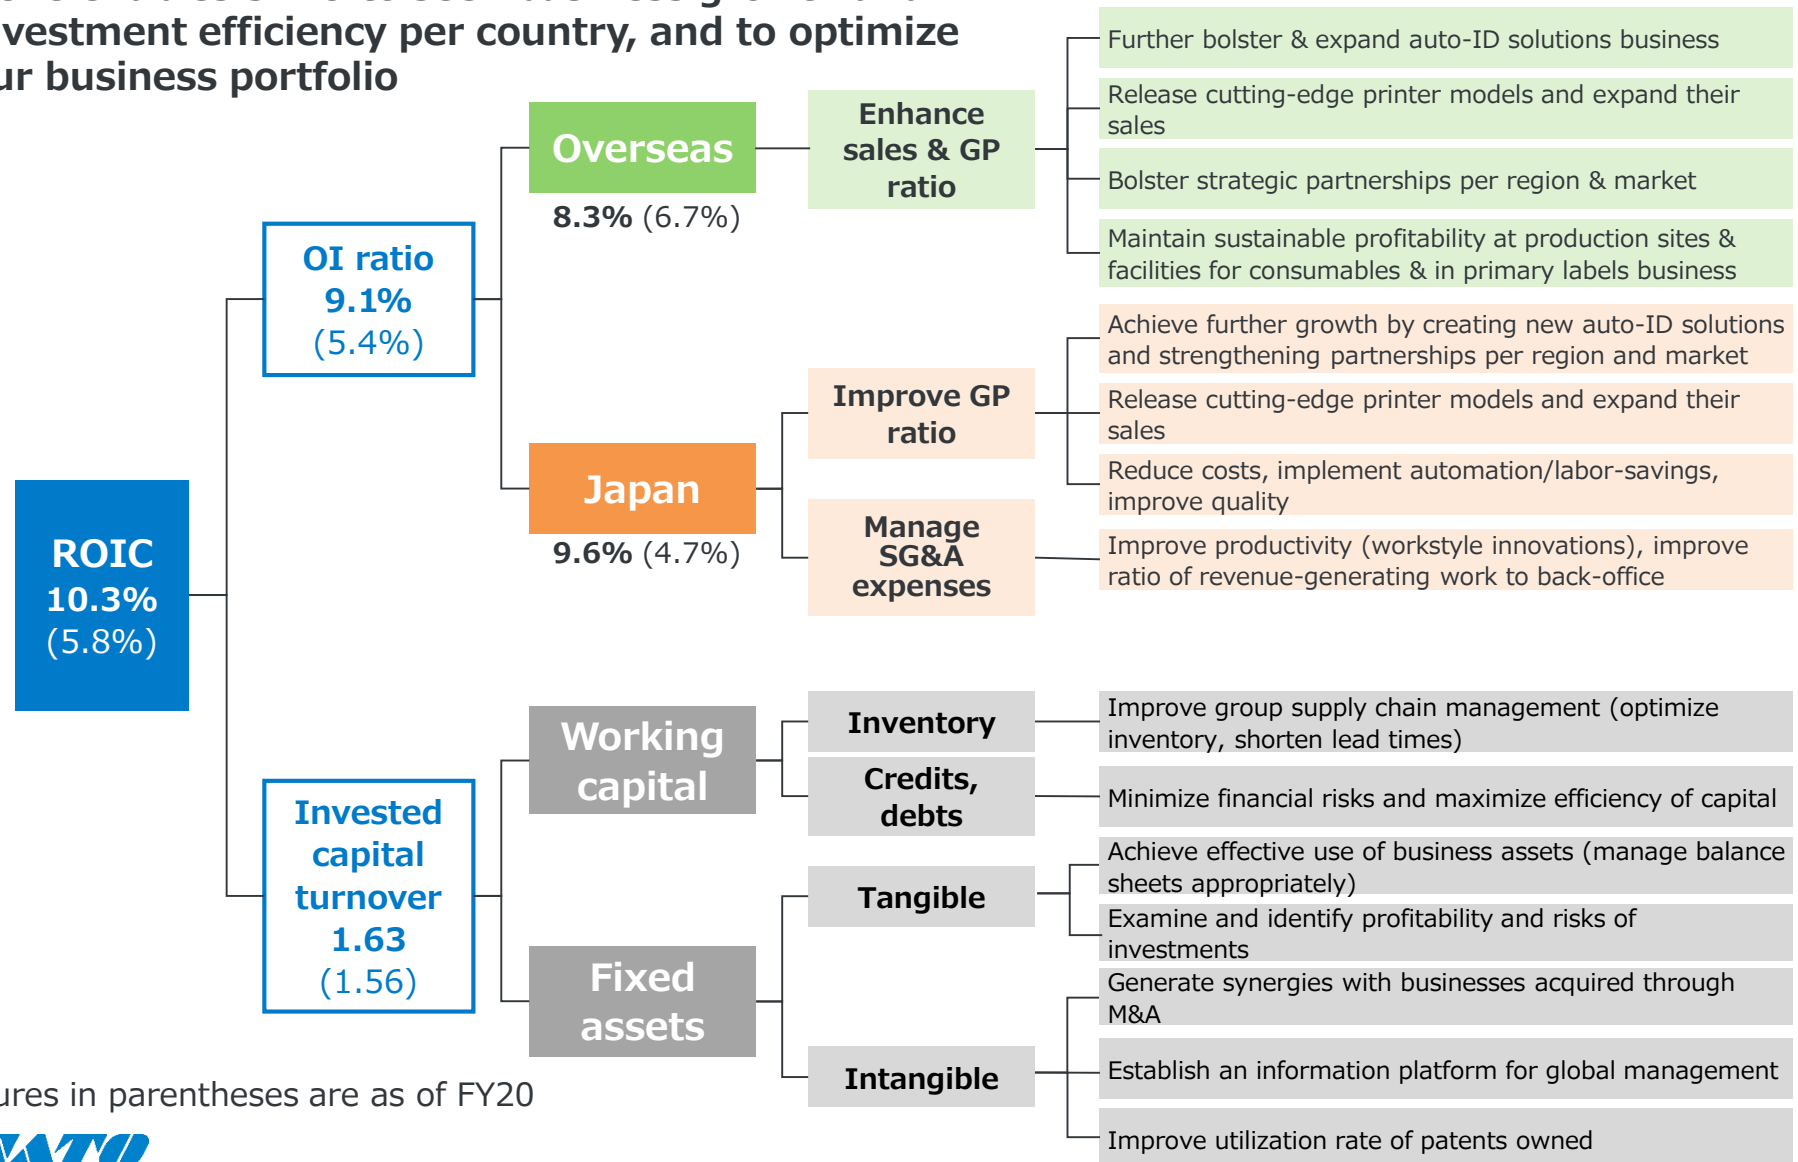 vestment efficiency per country, and to optimize
ur business portfolio
Overseas
8.3% (6.7%)
Enhance
sales & GP
ratio
Further bolster & expand auto-ID solutions business
Release cutting-edge printer models and expand their
sales
Bolster strategic partnerships per region & market
Maintain sustainable profitability at production sites &
facilities for consumables & in primary labels business
OI ratio
9.1%
(5.4%)
Japan
9.6% (4.7%)
Improve GP
ratio
Achieve further growth by creating new auto-ID solutions
and strengthening partnerships per region and market
Release cutting-edge printer models and expand their
sales
Reduce costs, implement automation/labor-savings,
improve quality
Manage
SG&A
expenses
Improve productivity (workstyle innovations), improve
ratio of revenue-generating work to back-office
ROIC
10.3%
(5.8%)
Invested
capital
turnover
1.63
(1.56)
Working
capital
Inventory
Improve group supply chain management (optimize
inventory, shorten lead times)
Credits,
debts
Minimize financial risks and maximize efficiency of capital
Fixed
assets
Tangible
Achieve effective use of business assets (manage balance
sheets appropriately)
Examine and identify profitability and risks of
investments
Intangible
Generate synergies with businesses acquired through
M&A
Establish an information platform for global management
Improve utilization rate of patents owned
ures in parentheses are as of FY20